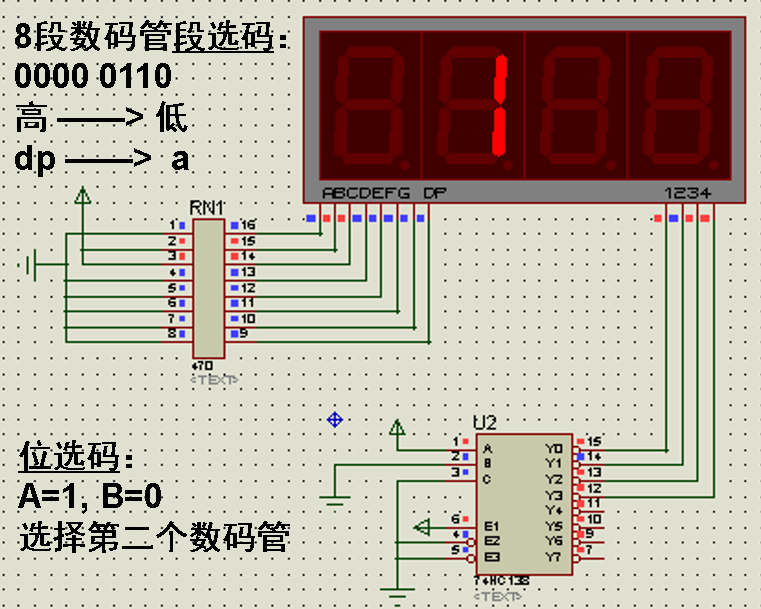 8段数码管段选码：
0000 0110
高 ——> 低
dp ——> a
ABCDEFG DP
1234
RN1
1 16
2 15
3 14
4 13
5 12
6 11
7 10
8 9
470
<TEXT>
U2
1 A Y0 15
2 B Y1 14
3 C Y2 13
Y3 12
Y4 11
6 E1 Y5 10
4 E2 Y6 9
5 E3 Y7 7
74HC138
<TEXT>
位选码：
A=1, B=0
选择第二个数码管